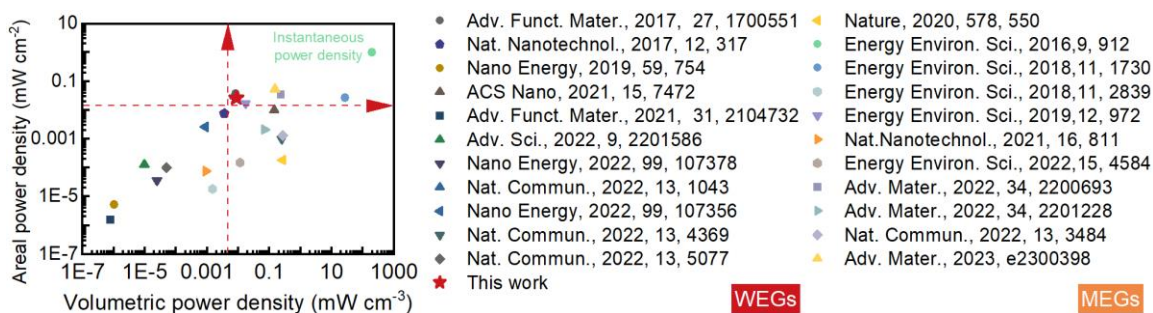 Areal power density (mW cm⁻²)
10
0.1
0.001
1E-5
1E-7
Instantaneous
power density
1E-7 1E-5 0.001 0.1 10 1000
Volumetric power density (mW cm⁻³)
Adv. Funct. Mater., 2017, 27, 1700551
Nat. Nanotechnol., 2017, 12, 317
Nano Energy, 2019, 59, 754
ACS Nano, 2021, 15, 7472
Adv. Funct. Mater., 2021, 31, 2104732
Adv. Sci., 2022, 9, 2201586
Nano Energy, 2022, 99, 107378
Nat. Commun., 2022, 13, 1043
Nano Energy, 2022, 99, 107356
Nat. Commun., 2022, 13, 4369
Nat. Commun., 2022, 13, 5077
This work
WEGs
Nature, 2020, 578, 550
Energy Environ. Sci., 2016,9, 912
Energy Environ. Sci., 2018,11, 1730
Energy Environ. Sci., 2018,11, 2839
Energy Environ. Sci., 2019,12, 972
Nat.Nanotechnol., 2021, 16, 811
Energy Environ. Sci., 2022,15, 4584
Adv. Mater., 2022, 34, 2200693
Adv. Mater., 2022, 34, 2201228
Nat. Commun., 2022, 13, 3484
Adv. Mater., 2023, e2300398
MEGs